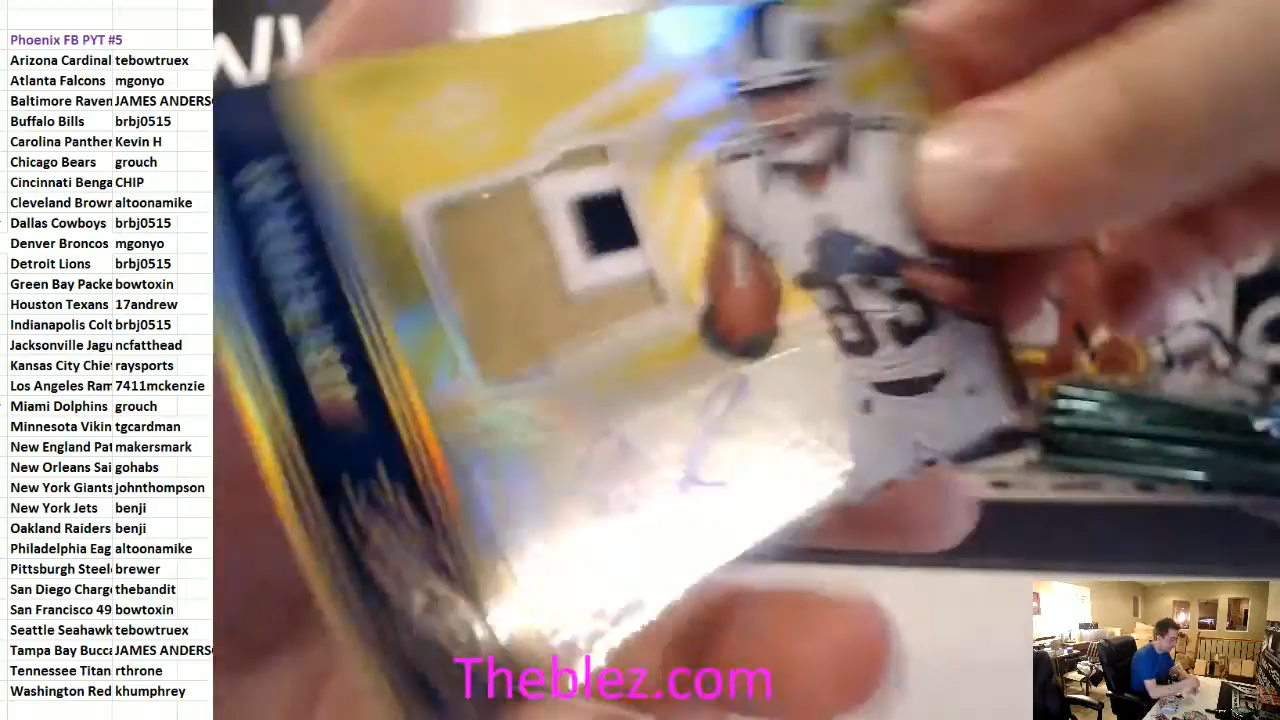 Phoenix FB PYT #5
Arizona Cardinal tebowtruex
Atlanta Falcons mgonyo
Baltimore Raven JAMES ANDERS
Buffalo Bills brbj0515
Carolina Panther Kevin H
Chicago Bears grouch
Cincinnati Benga CHIP
Cleveland Brown altoonamike
Dallas Cowboys brbj0515
Denver Broncos mgonyo
Detroit Lions brbj0515
Green Bay Packe bowtoxin
Houston Texans 17andrew
Indianapolis Colt brbj0515
Jacksonville Jagu ncfatthead
Kansas City Chief raysports
Los Angeles Ram 7411mckenzie
Miami Dolphins grouch
Minnesota Vikin tgcardman
New England Pat makersmark
New Orleans Sai gohabs
New York Giants johnthompson
New York Jets benji
Oakland Raiders benji
Philadelphia Eag altoonamike
Pittsburgh Steel brewer
San Diego Charg thebandit
San Francisco 49 bowtoxin
Seattle Seahawk tebowtruex
Tampa Bay Bucca JAMES ANDERS
Tennessee Titan rthrone
Washington Red khumphrey
83
Theblez.com